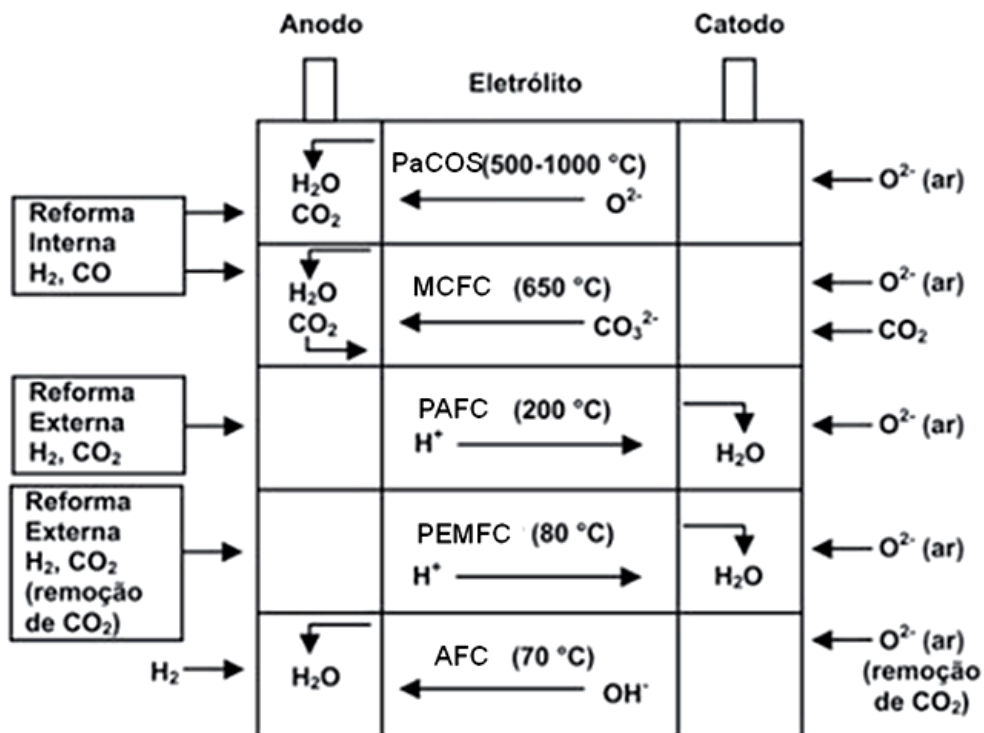 Anodo
Catodo
Eletrólito
PaCOS(500-1000 °C)
H₂O
CO₂
O²⁻
O²⁻ (ar)
Reforma
Interna
H₂, CO
MCFC (650 °C)
H₂O
CO₂
CO₃²⁻
O²⁻ (ar)
CO₂
Reforma
Externa
H₂, CO₂
PAFC (200 °C)
H⁺
H₂O
O²⁻ (ar)
Reforma
Externa
H₂, CO₂
(remoção
de CO₂)
PEMFC (80 °C)
H⁺
H₂O
O²⁻ (ar)
H₂
H₂O
AFC (70 °C)
OH⁻
O²⁻ (ar)
(remoção
de CO₂)